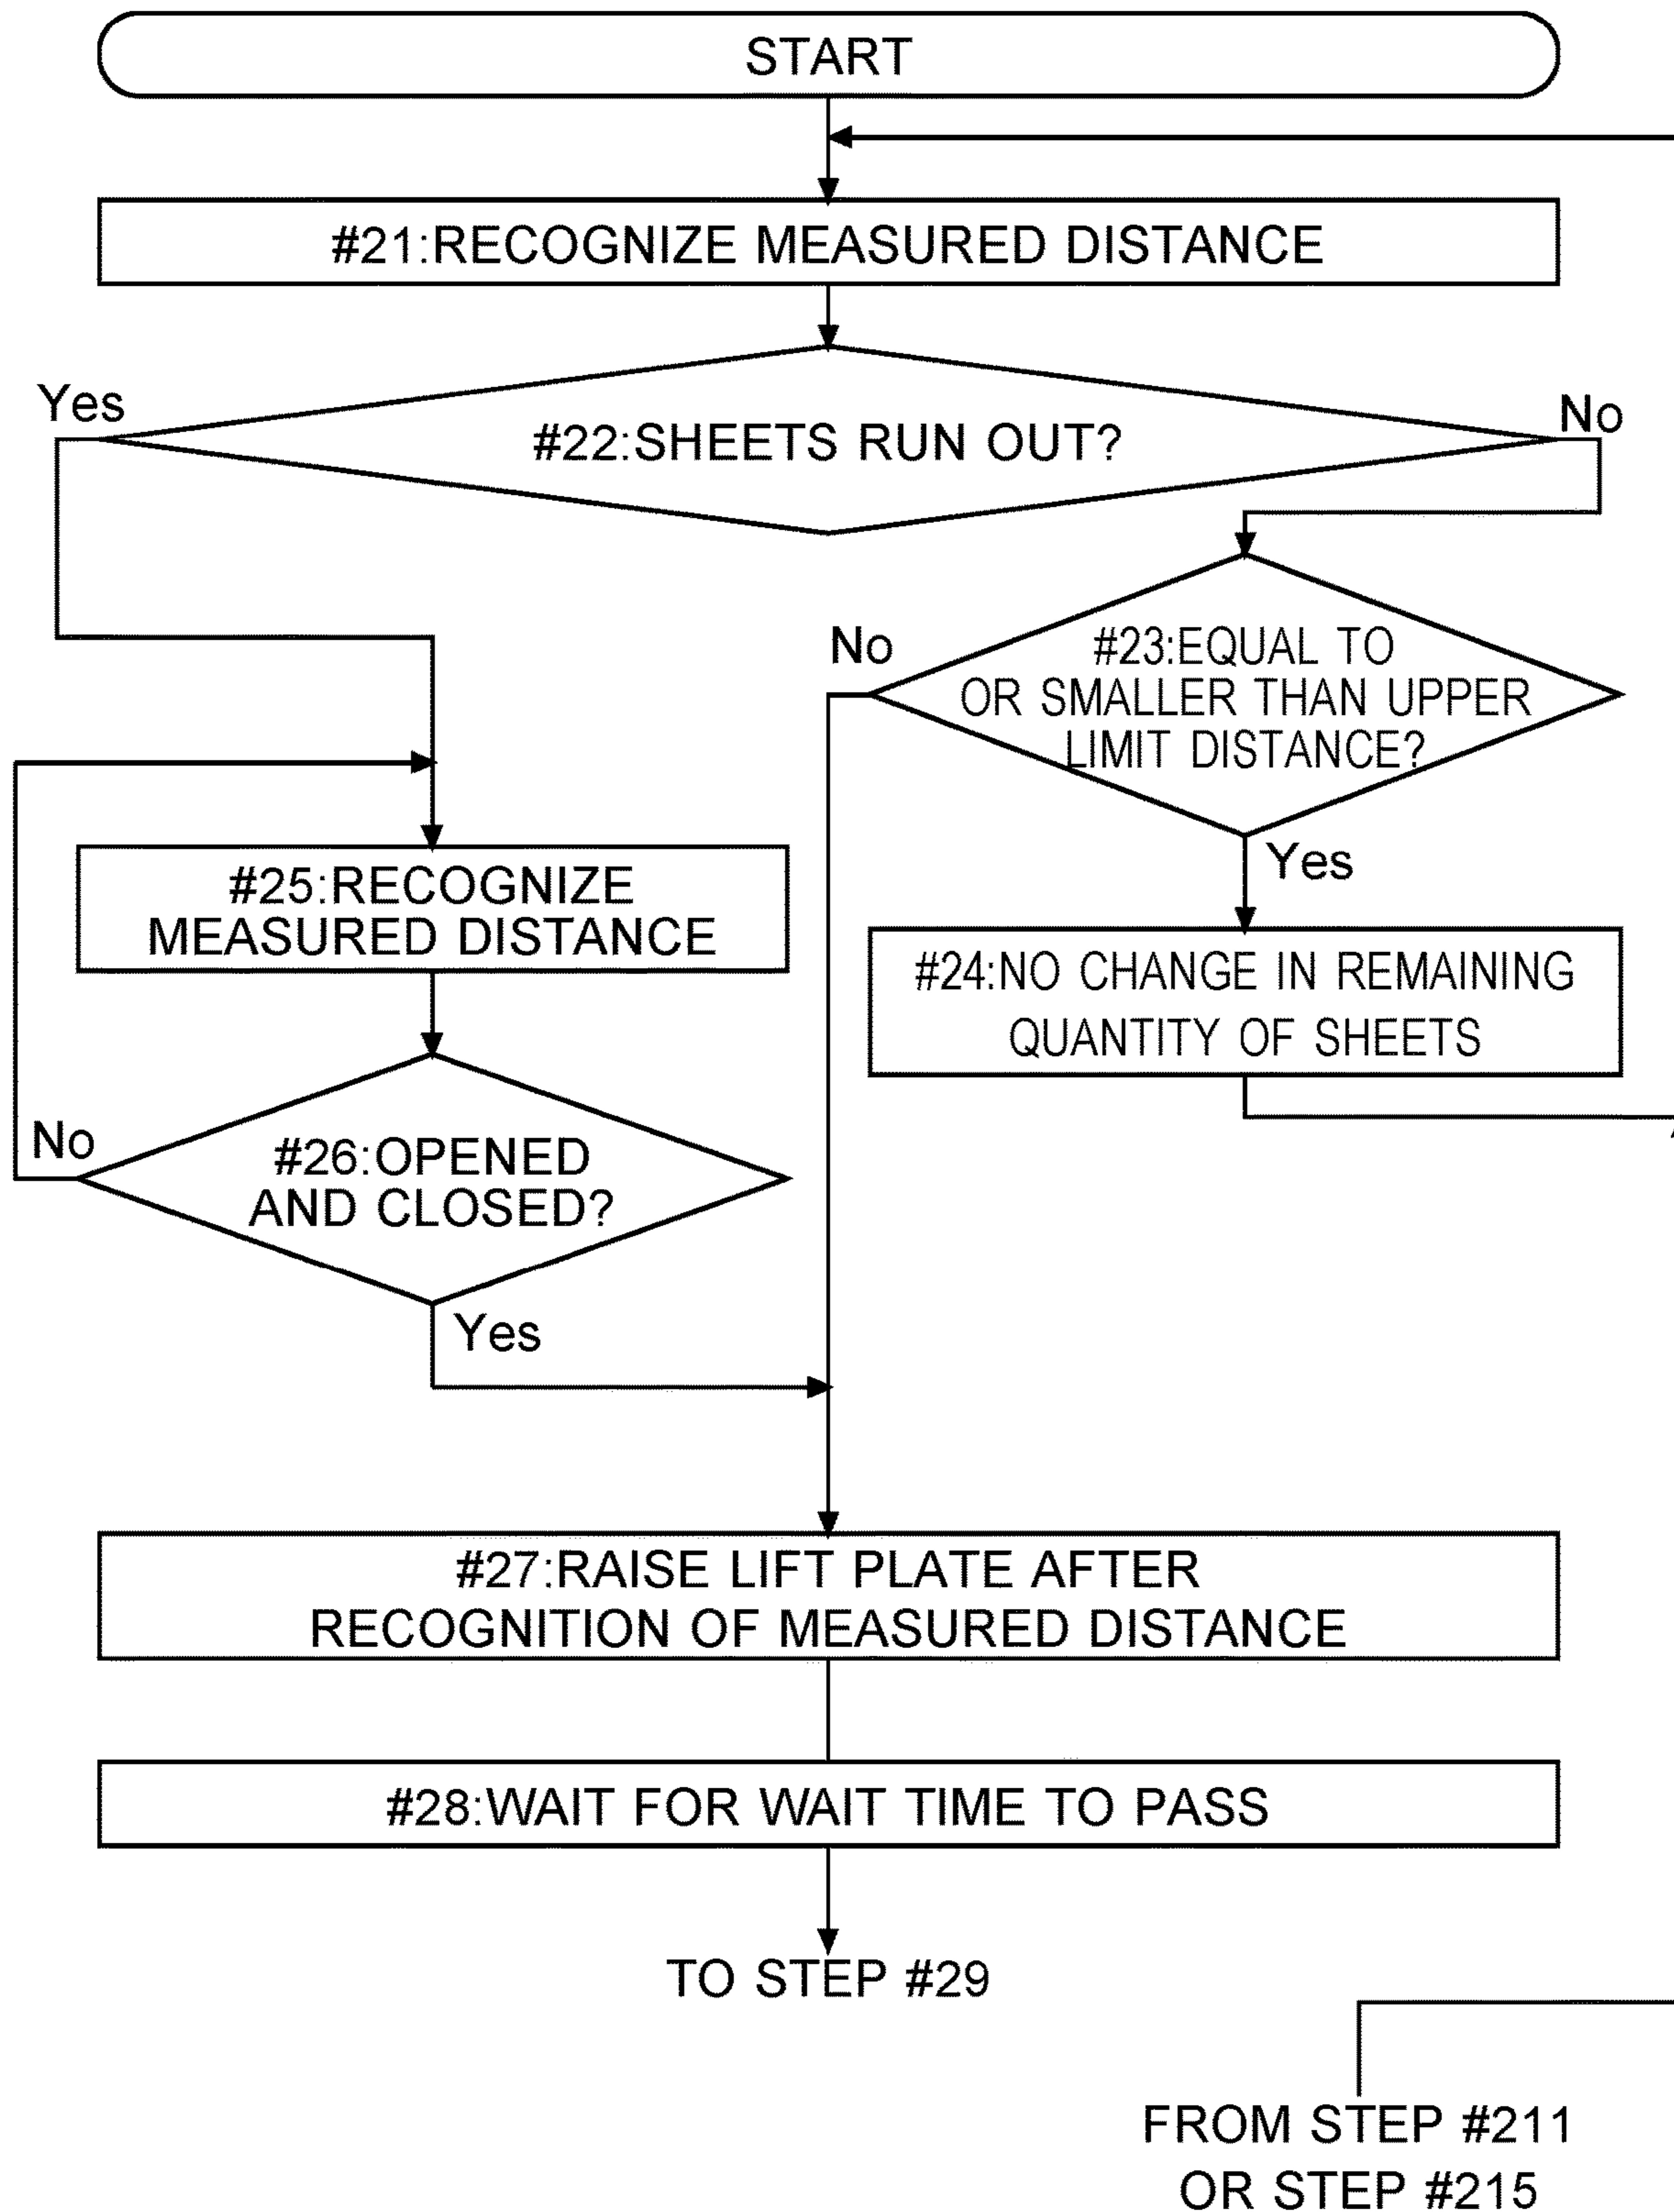 START
#21:RECOGNIZE MEASURED DISTANCE
Yes
No
#22:SHEETS RUN OUT?
No
#23:EQUAL TO
OR SMALLER THAN UPPER
LIMIT DISTANCE?
Yes
#25:RECOGNIZE
MEASURED DISTANCE
#24:NO CHANGE IN REMAINING
QUANTITY OF SHEETS
No
#26:OPENED
AND CLOSED?
Yes
#27:RAISE LIFT PLATE AFTER
RECOGNITION OF MEASURED DISTANCE
#28:WAIT FOR WAIT TIME TO PASS
TO STEP #29
FROM STEP #211
OR STEP #215